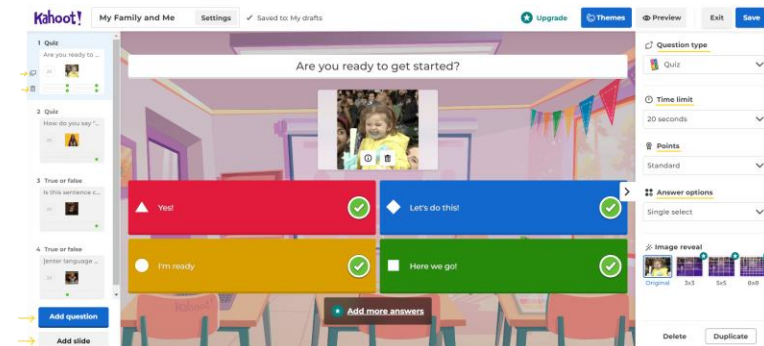 Kahoot! My Family and Me Settings ✓ Saved to: My drafts Upgrade Themes Preview Exit Save
1 Quiz
Are you ready to ...
2 Quiz
How do you say "...
3 True or false
Is this sentence c...
4 True or false
[enter language ...
Add question
Add slide
Are you ready to get started?
Yes!
Let's do this!
I'm ready
Here we go!
Add more answers
Question type
Quiz
Time limit
20 seconds
Points
Standard
Answer options
Single select
Image reveal
Original 3x3 5x5 8x8
Delete Duplicate